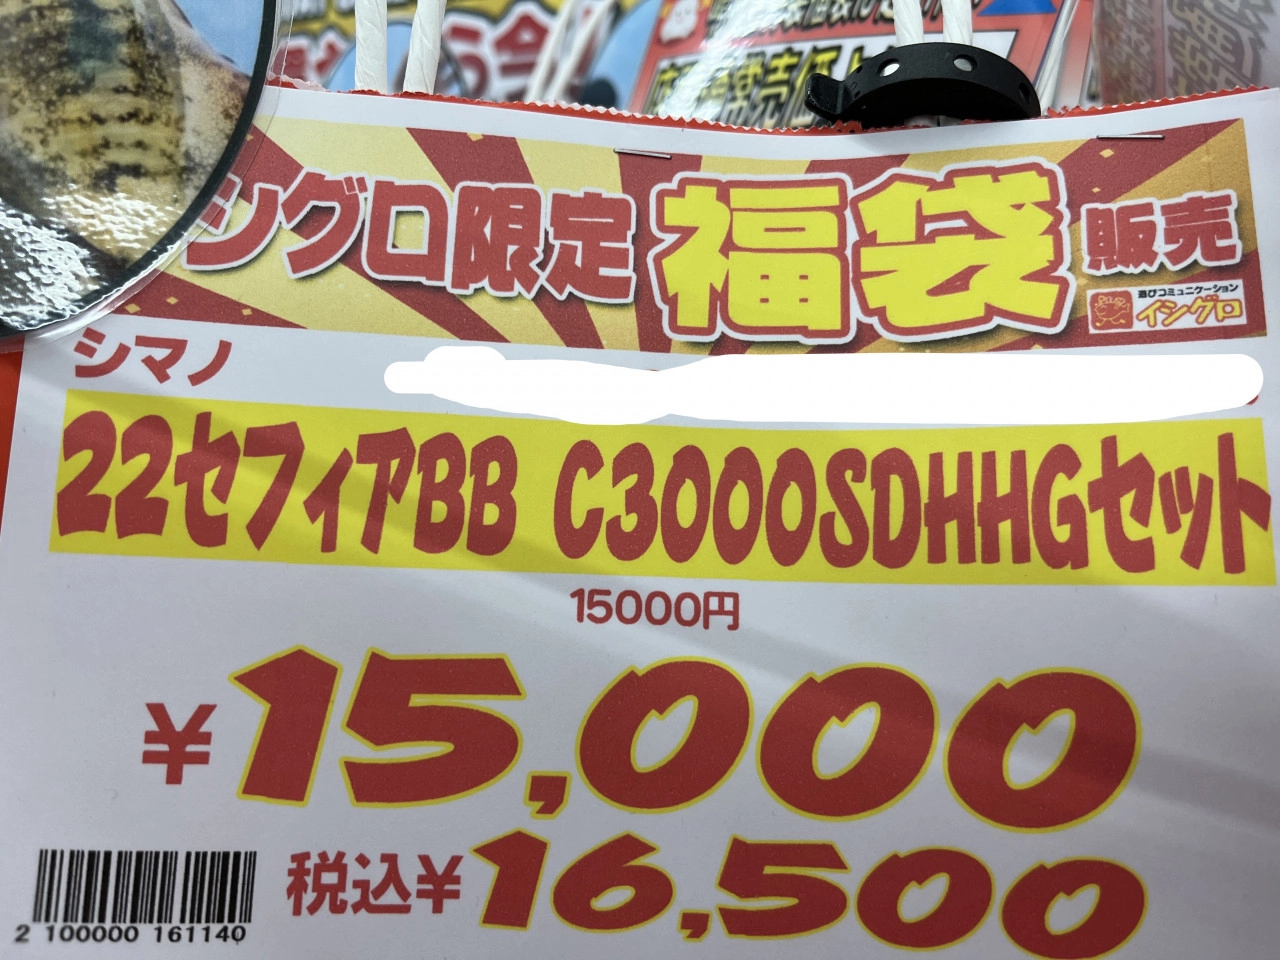 シグロ限定 福袋 販売
遊びコミュニケーション
イシグロ
シマノ
22セフィアBB C3000SDHHGセット
15000円
¥15,000
税込¥16,500
2 100000 161140